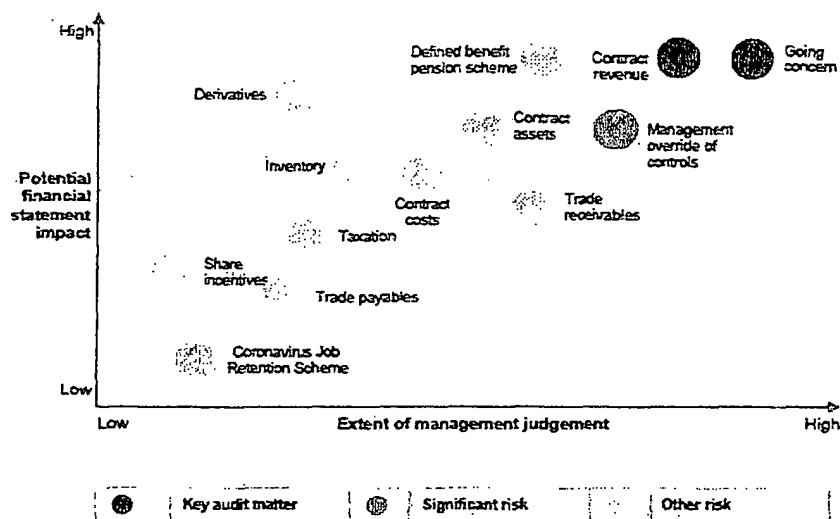 High
Defined benefit
pension scheme
Contract
revenue
Going
concern
Derivatives
Contract
assets
Management
override of
controls
Inventory
Potential
financial
statement
impact
Contract
costs
Trade
receivables
Taxation
Share
incentives
Trade payables
Coronavirus Job
Retention Scheme
Low
Low
Extent of management judgement
High
Key audit matter
Significant risk
Other risk